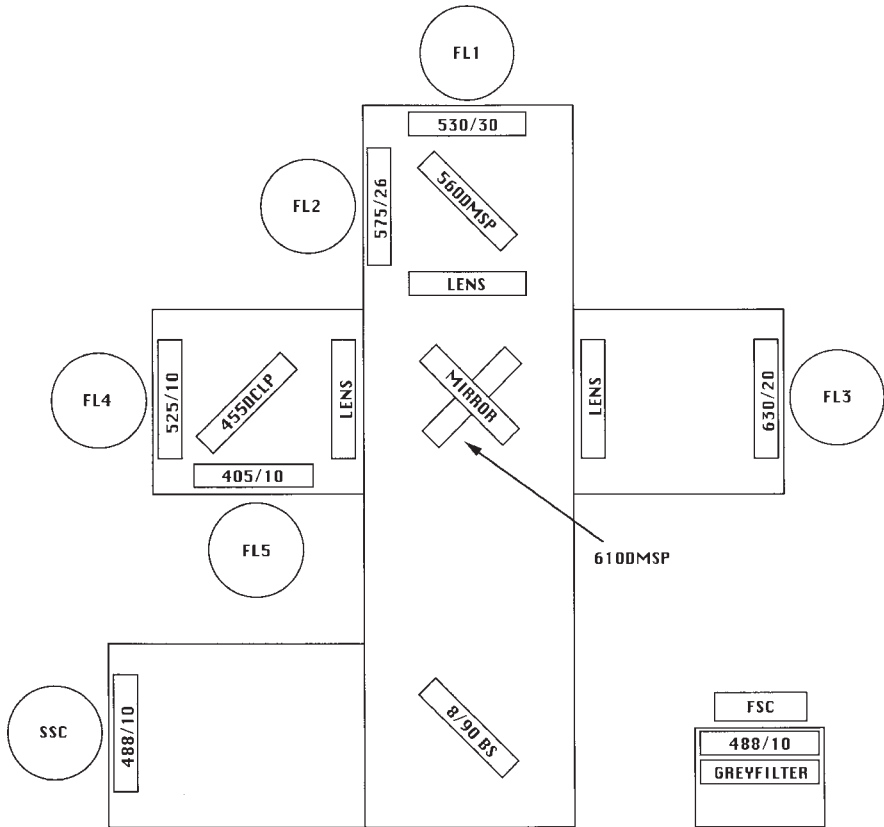 FL1
530/30
560DMSP
575/26
FL2
LENS
FL4
525/10
455DCLP
LENS
MIRROR
LENS
630/20
FL3
405/10
FL5
610DMSP
SSC
488/10
8/90 BS
FSC
488/10
GREYFILTER